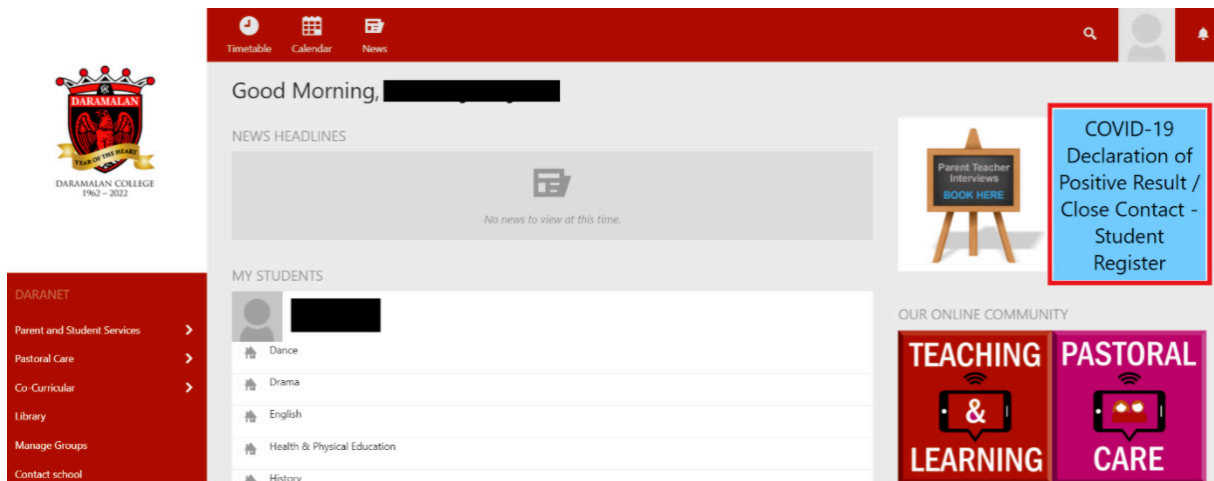 Timetable
Calendar
News
DARAMALAN
YEAR OF THE HEART
DARAMALAN COLLEGE
1962 – 2022
DARANET
Parent and Student Services
Pastoral Care
Co-Curricular
Library
Manage Groups
Contact school
Good Morning,
NEWS HEADLINES
No news to view at this time.
MY STUDENTS
Dance
Drama
English
Health & Physical Education
History
Parent Teacher
Interviews
BOOK HERE
COVID-19
Declaration of
Positive Result /
Close Contact -
Student
Register
OUR ONLINE COMMUNITY
TEACHING
&
LEARNING
PASTORAL
CARE